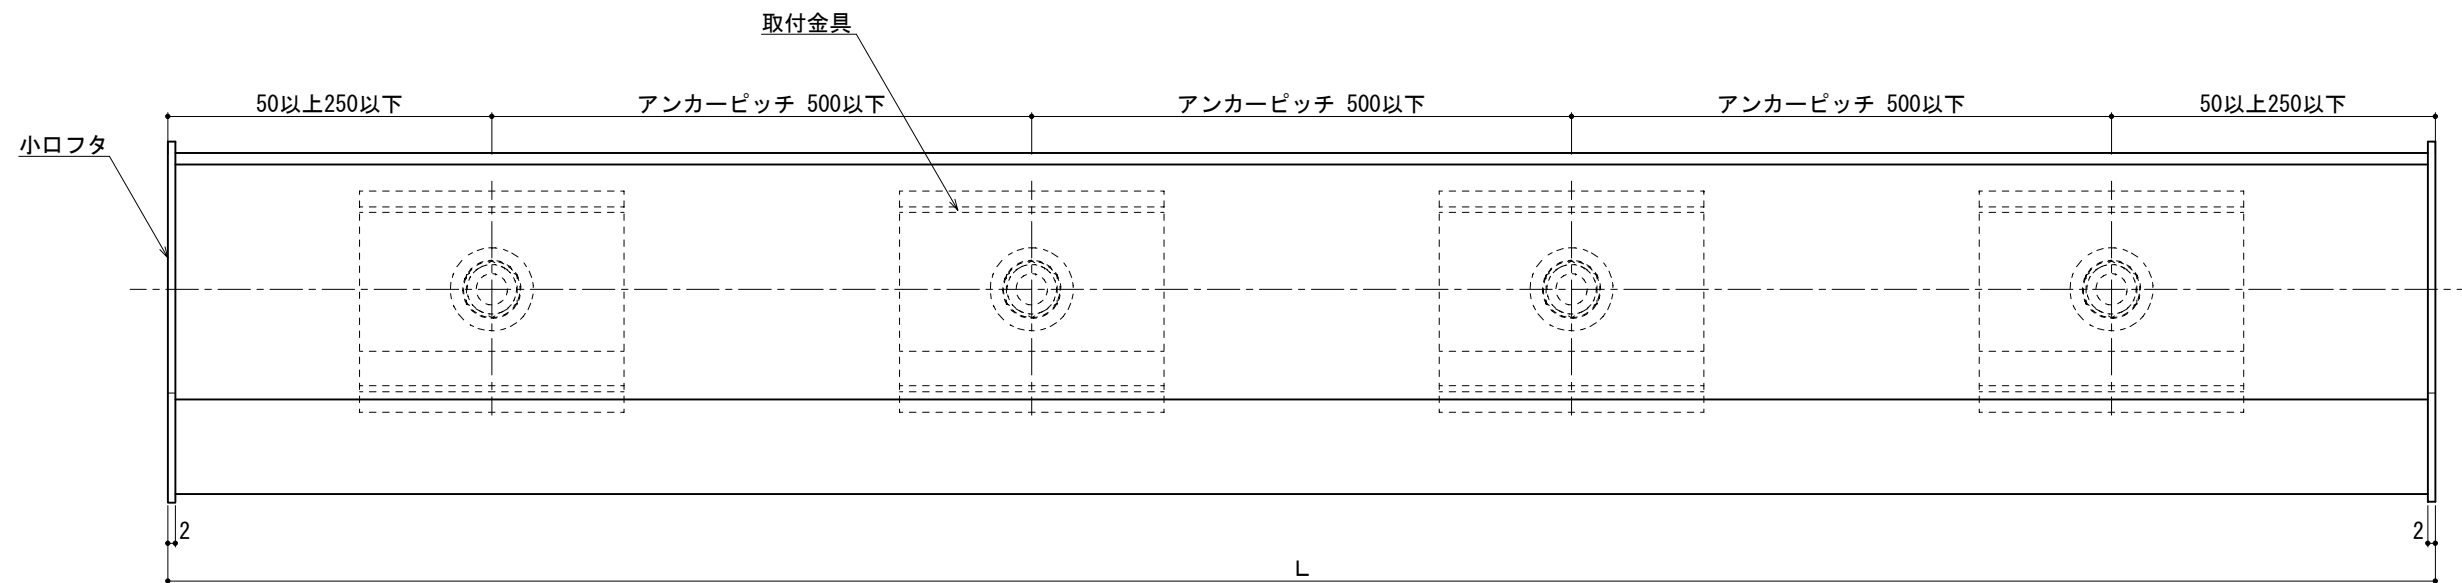 取付金具
50以上250以下 アンカーピッチ 500以下 アンカーピッチ 500以下 アンカーピッチ 500以下 50以上250以下
小口フタ
2 2
L